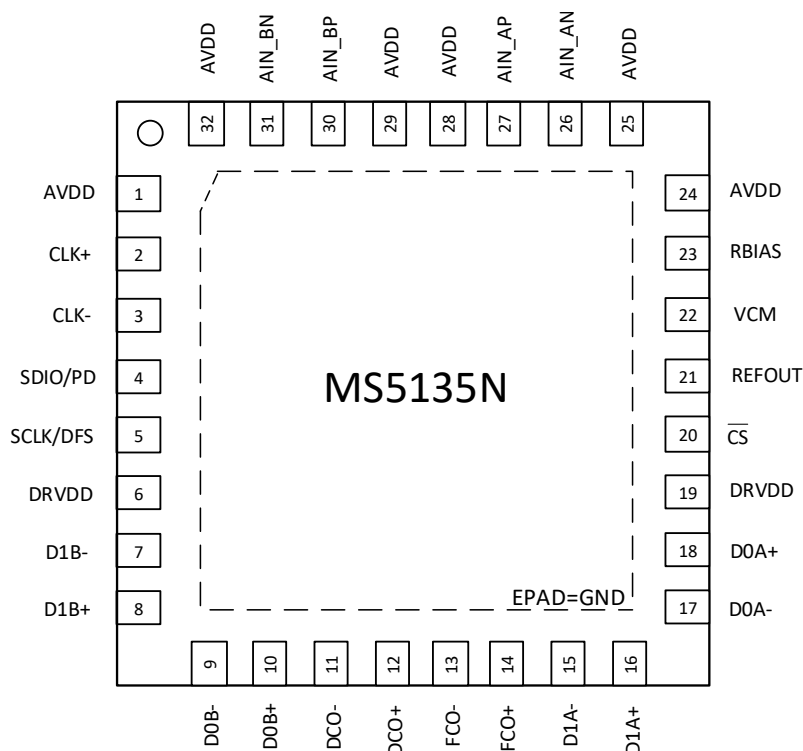 AVDD
AIN_BN
AIN_BP
AVDD
AVDD
AIN_AP
AIN_AN
AVDD
32
31
30
29
28
27
26
25
AVDD 1
CLK+ 2
CLK- 3
SDIO/PD 4
SCLK/DFS 5
DRVDD 6
D1B- 7
D1B+ 8
24 AVDD
23 RBIAS
22 VCM
21 REFOUT
20 C̅S̅
19 DRVDD
18 D0A+
17 D0A-
MS5135N
EPAD=GND
9
10
11
12
13
14
15
16
D0B-
D0B+
DCO-
DCO+
FCO-
FCO+
D1A-
D1A+